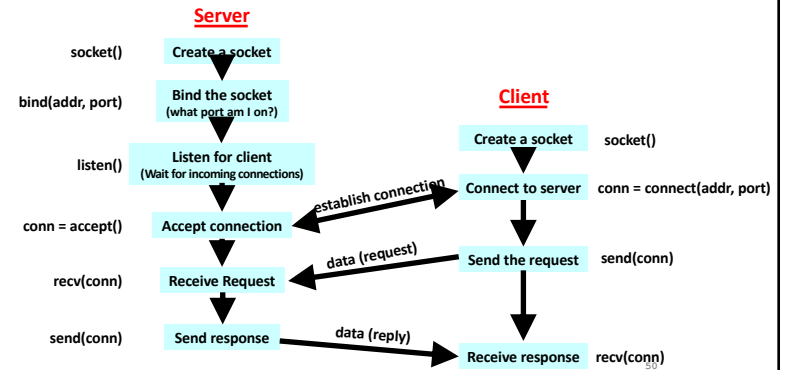 Server
socket()
Create a socket
bind(addr, port)
Bind the socket
(what port am I on?)
listen()
Listen for client
(Wait for incoming connections)
conn = accept()
Accept connection
recv(conn)
Receive Request
send(conn)
Send response
establish connection
data (request)
data (reply)
Client
Create a socket
socket()
Connect to server
conn = connect(addr, port)
Send the request
send(conn)
Receive response
recv(conn)
50